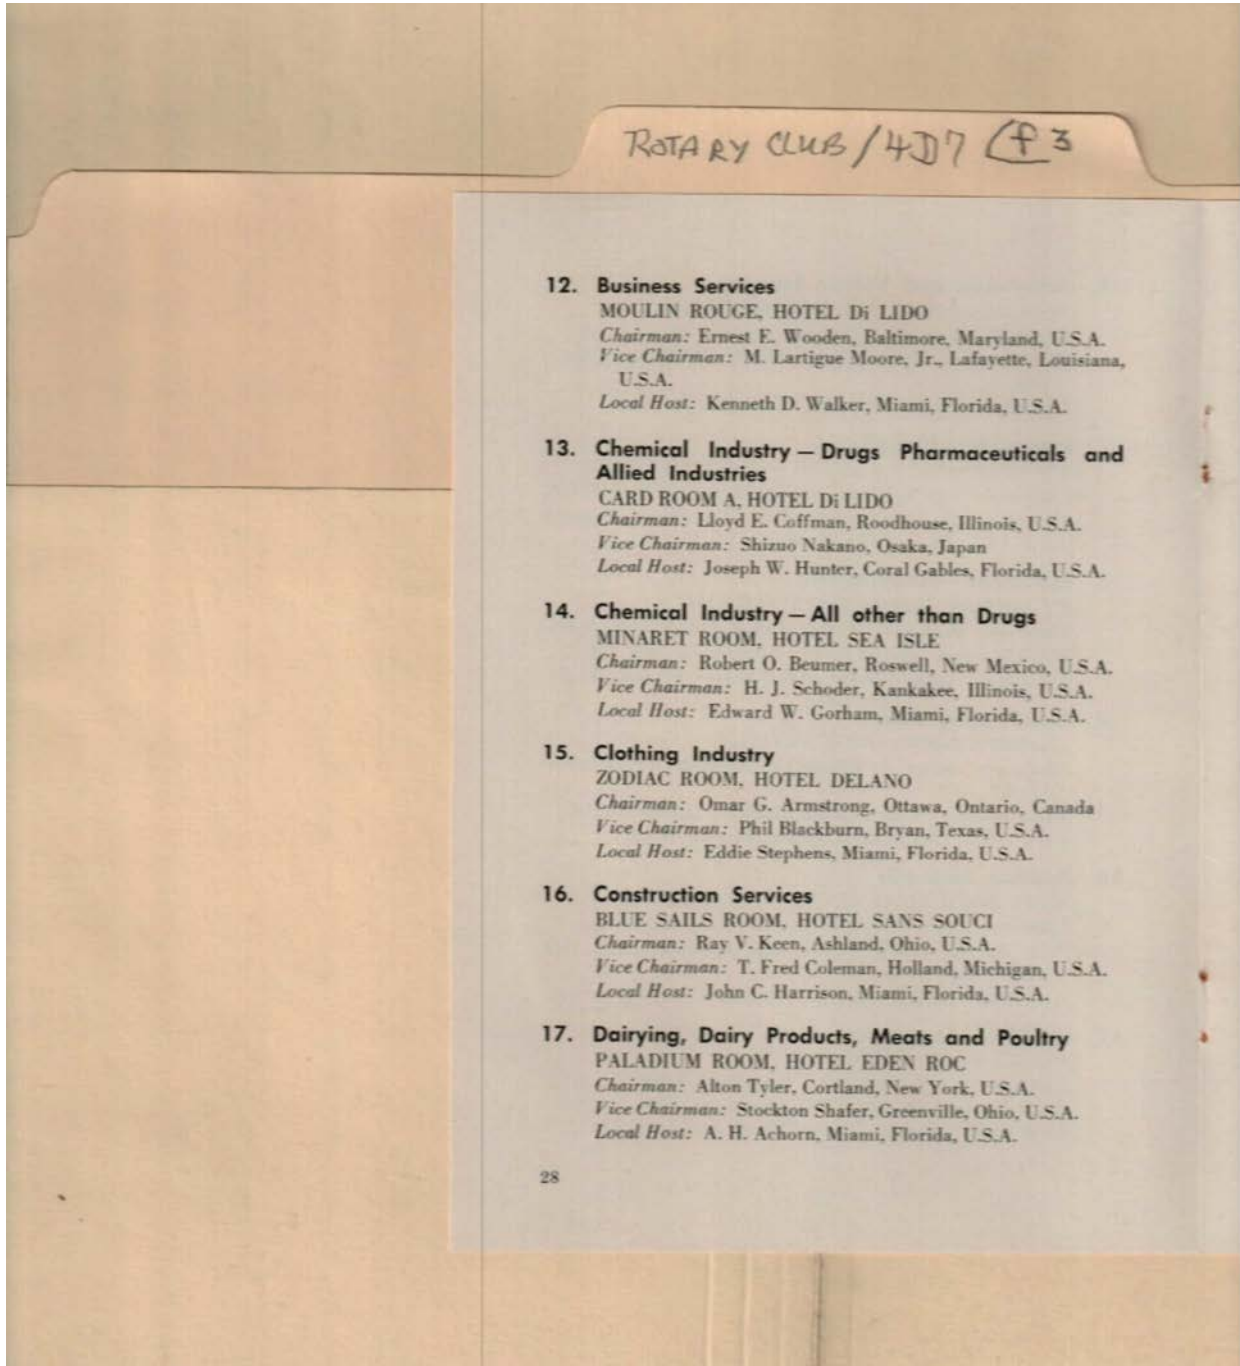 ROTARY CLUB/4D7 f 3
12. Business Services
MOULIN ROUGE, HOTEL Di LIDO
Chairman: Ernest E. Wooden, Baltimore, Maryland, U.S.A.
Vice Chairman: M. Lartigue Moore, Jr., Lafayette, Louisiana,
U.S.A.
Local Host: Kenneth D. Walker, Miami, Florida, U.S.A.
13. Chemical Industry — Drugs Pharmaceuticals and
Allied Industries
CARD ROOM A, HOTEL Di LIDO
Chairman: Lloyd E. Coffman, Roodhouse, Illinois, U.S.A.
Vice Chairman: Shizuo Nakano, Osaka, Japan
Local Host: Joseph W. Hunter, Coral Gables, Florida, U.S.A.
14. Chemical Industry — All other than Drugs
MINARET ROOM, HOTEL SEA ISLE
Chairman: Robert O. Beumer, Roswell, New Mexico, U.S.A.
Vice Chairman: H. J. Schoder, Kankakee, Illinois, U.S.A.
Local Host: Edward W. Gorham, Miami, Florida, U.S.A.
15. Clothing Industry
ZODIAC ROOM, HOTEL DELANO
Chairman: Omar G. Armstrong, Ottawa, Ontario, Canada
Vice Chairman: Phil Blackburn, Bryan, Texas, U.S.A.
Local Host: Eddie Stephens, Miami, Florida, U.S.A.
16. Construction Services
BLUE SAILS ROOM, HOTEL SANS SOUCI
Chairman: Ray V. Keen, Ashland, Ohio, U.S.A.
Vice Chairman: T. Fred Coleman, Holland, Michigan, U.S.A.
Local Host: John C. Harrison, Miami, Florida, U.S.A.
17. Dairying, Dairy Products, Meats and Poultry
PALADIUM ROOM, HOTEL EDEN ROC
Chairman: Alton Tyler, Cortland, New York, U.S.A.
Vice Chairman: Stockton Shafer, Greenville, Ohio, U.S.A.
Local Host: A. H. Achorn, Miami, Florida, U.S.A.
28